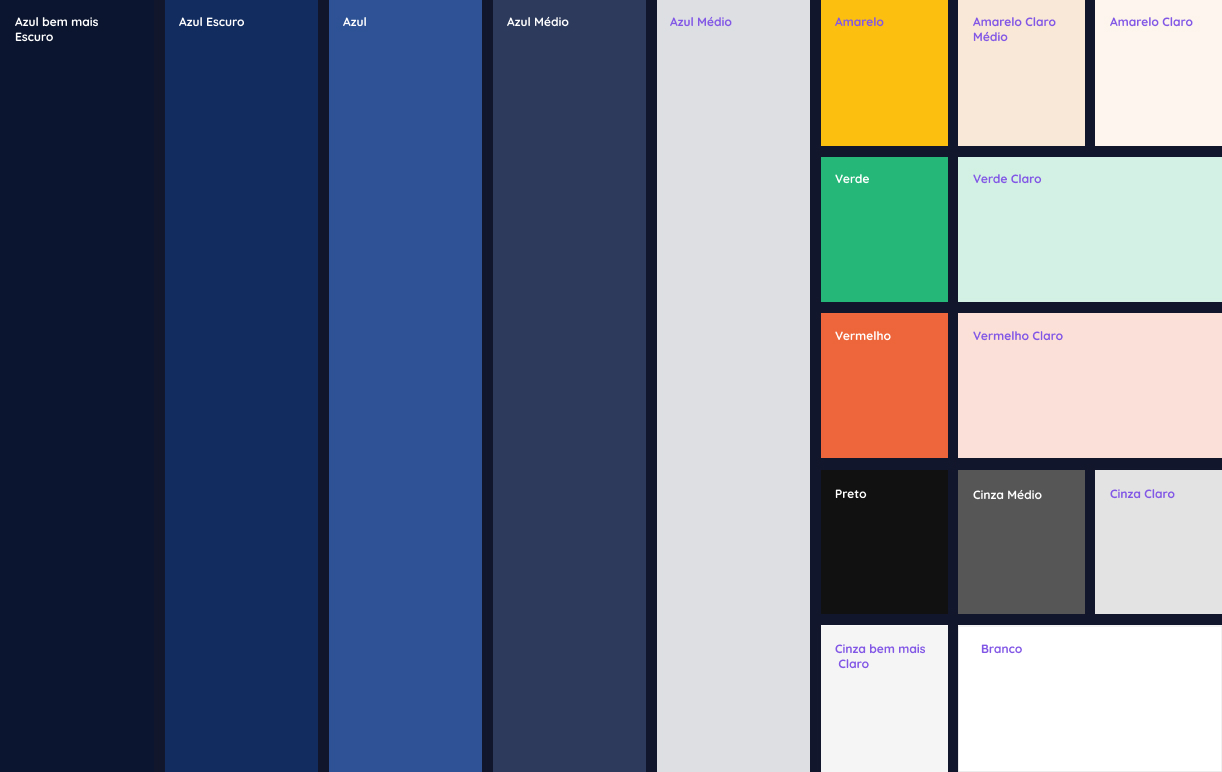 Azul bem mais
Escuro
Azul Escuro
Azul
Azul Médio
Azul Médio
Amarelo
Amarelo Claro
Médio
Amarelo Claro
Verde
Verde Claro
Vermelho
Vermelho Claro
Preto
Cinza Médio
Cinza Claro
Cinza bem mais
Claro
Branco